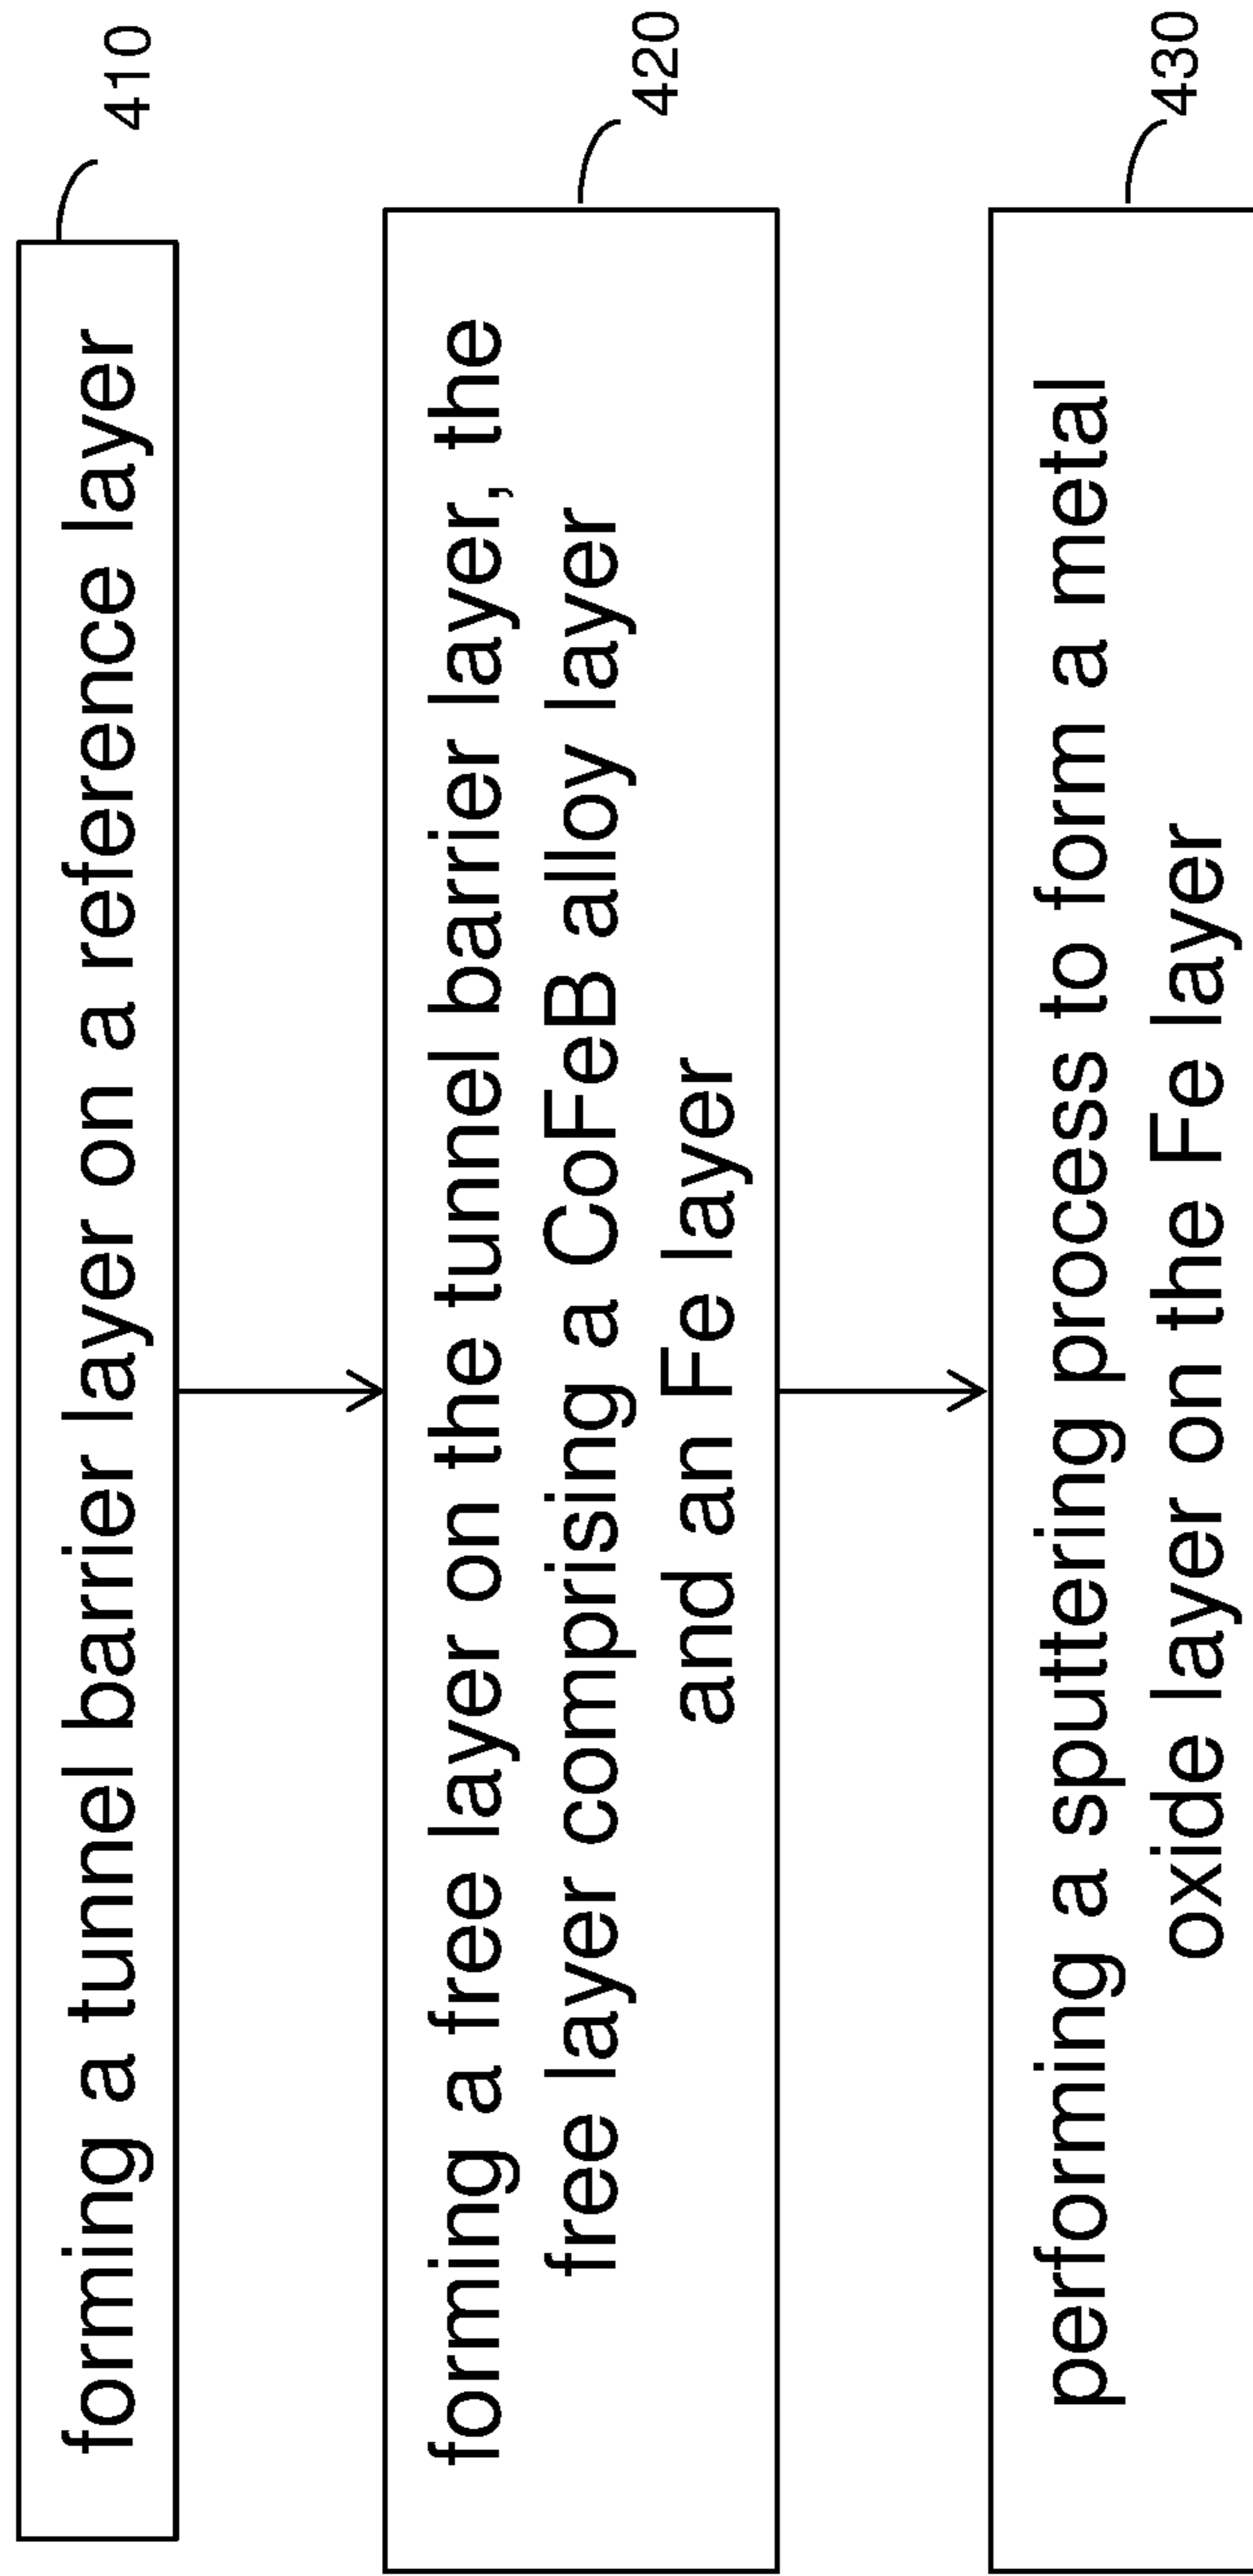 forming a tunnel barrier layer on a reference layer
410
forming a free layer on the tunnel barrier layer, the
free layer comprising a CoFeB alloy layer
and an Fe layer
420
performing a sputtering process to form a metal
oxide layer on the Fe layer
430